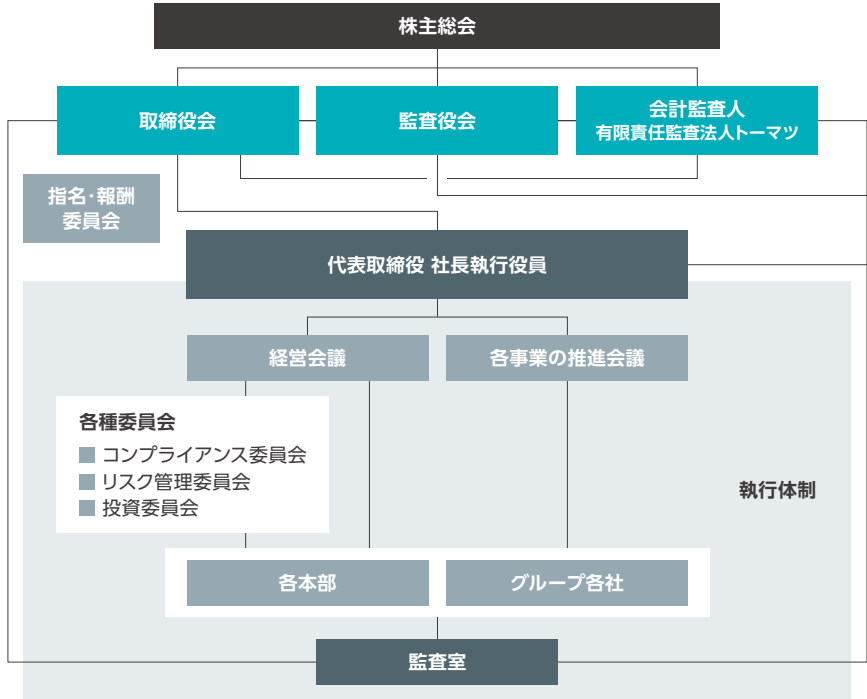 株主総会
取締役会
監査役会
会計監査人
有限責任監査法人トーマツ
指名・報酬
委員会
代表取締役 社長執行役員
経営会議
各事業の推進会議
各種委員会
コンプライアンス委員会
リスク管理委員会
投資委員会
執行体制
各本部
グループ各社
監査室